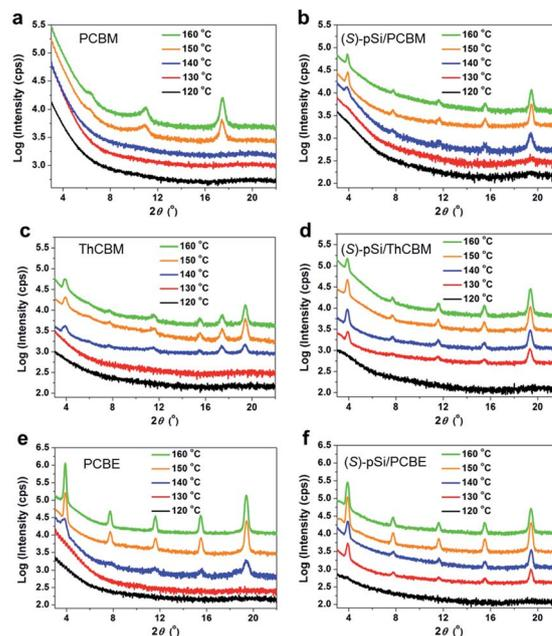 a
PCBM
160 °C
150 °C
140 °C
130 °C
120 °C
5.5
5.0
4.5
4.0
3.5
3.0
Log (Intensity (cps))
4 8 12 16 20
2θ (°)
b
(S)-pSi/PCBM
160 °C
150 °C
140 °C
130 °C
120 °C
5.5
5.0
4.5
4.0
3.5
3.0
2.5
2.0
Log (Intensity (cps))
4 8 12 16 20
2θ (°)
c
ThCBM
160 °C
150 °C
140 °C
130 °C
120 °C
5.5
5.0
4.5
4.0
3.5
3.0
2.5
2.0
Log (Intensity (cps))
4 8 12 16 20
2θ (°)
d
(S)-pSi/ThCBM
160 °C
150 °C
140 °C
130 °C
120 °C
5.5
5.0
4.5
4.0
3.5
3.0
2.5
2.0
Log (Intensity (cps))
4 8 12 16 20
2θ (°)
e
PCBE
160 °C
150 °C
140 °C
130 °C
120 °C
6.5
6.0
5.5
5.0
4.5
4.0
3.5
3.0
2.5
2.0
Log (Intensity (cps))
4 8 12 16 20
2θ (°)
f
(S)-pSi/PCBE
160 °C
150 °C
140 °C
130 °C
120 °C
6.5
6.0
5.5
5.0
4.5
4.0
3.5
3.0
2.5
2.0
Log (Intensity (cps))
4 8 12 16 20
2θ (°)